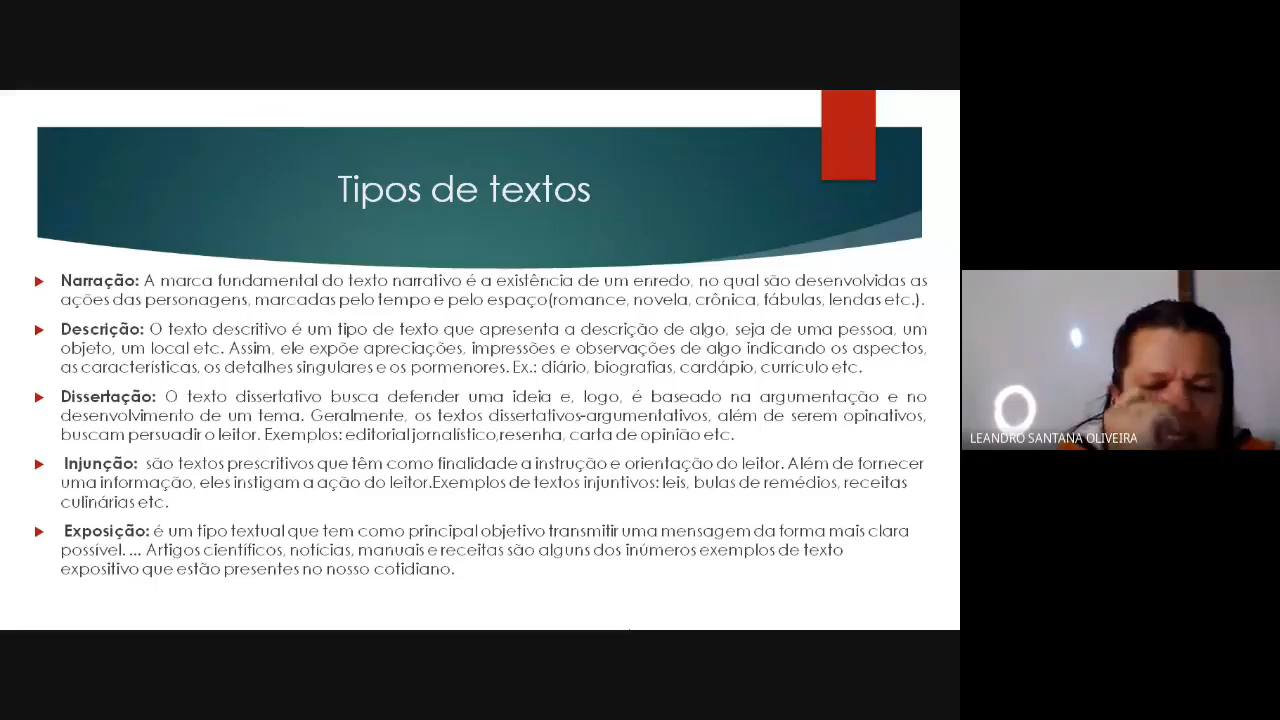 Tipos de textos
Narração: A marca fundamental do texto narrativo é a existência de um enredo, no qual são desenvolvidas as
ações das personagens, marcadas pelo tempo e pelo espaço(romance, novela, crônica, fábulas, lendas etc.).
Descrição: O texto descritivo é um tipo de texto que apresenta a descrição de algo, seja de uma pessoa, um
objeto, um local etc. Assim, ele expõe apreciações, impressões e observações de algo indicando os aspectos,
as características, os detalhes singulares e os pormenores. Ex.: diário, biografias, cardápio, currículo etc.
Dissertação: O texto dissertativo busca defender uma ideia e, logo, é baseado na argumentação e no
desenvolvimento de um tema. Geralmente, os textos dissertativos-argumentativos, além de serem opinativos,
buscam persuadir o leitor. Exemplos: editorial jornalístico,resenha, carta de opinião etc.
Injunção: são textos prescritivos que têm como finalidade a instrução e orientação do leitor. Além de fornecer
uma informação, eles instigam a ação do leitor.Exemplos de textos injuntivos: leis, bulas de remédios, receitas
culinárias etc.
Exposição: é um tipo textual que tem como principal objetivo transmitir uma mensagem da forma mais clara
possível. ... Artigos científicos, notícias, manuais e receitas são alguns dos inúmeros exemplos de texto
expositivo que estão presentes no nosso cotidiano.
LEANDRO SANTANA OLIVEIRA